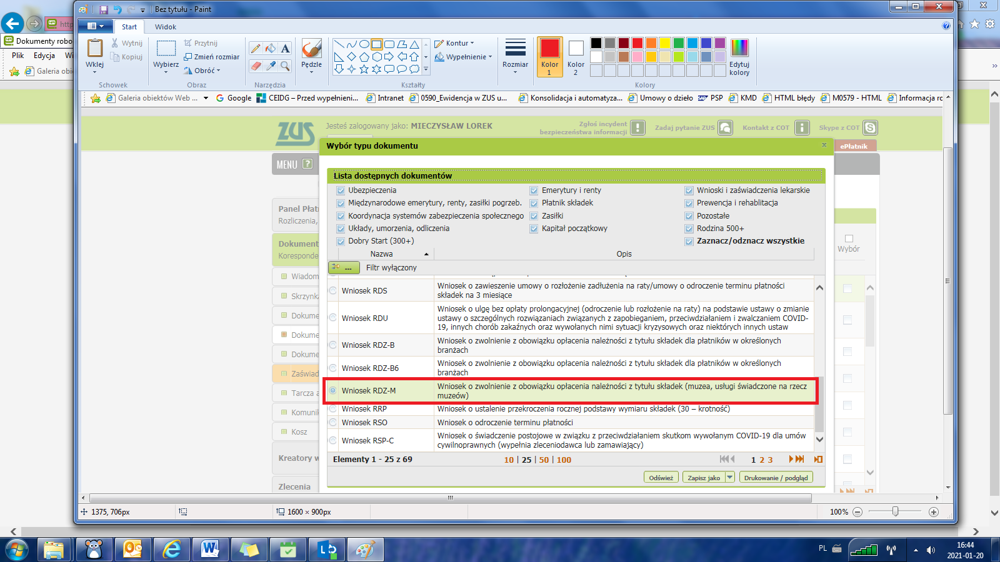 Bez tytułu - Paint
http
Dokumenty robo
Plik Edycja Wi
Galeria obie
Start Widok
Wytnij
Kopiuj
Wklej
Schowek
Przytnij
Zmień rozmiar
Obróć
Wybierz
Obraz
Narzędzia
Pędzle
Kontur
Wypełnienie
Kształty
Rozmiar
Kolor 1
Kolor 2
Edytuj kolory
Kolory
Galeria obiektów Web ... Google CEIDG – Przed wypełnieni... Intranet 0590_Ewidencja w ZUS u... Konsolidacja i automatyza... Umowy o dzieło SAP PSP KMD HTML błędy M0579 - HTML Informacja ro
ZUS
Jesteś zalogowany jako: MIECZYSŁAW LOREK
Zgłoś incydent bezpieczeństwa informacji
Zadaj pytanie ZUS
Kontakt z COT
Skype z COT
ePłatnik
MENU ?
Panel Płatn
Rozliczenia,
Dokument
Korespondе
Wiadom
Skrzynk
Dokume
Dokume
Dokume
Zaświad
Tarcza a
Komunik
Kosz
Kreatory w
Zlecenia
Wybór
Wybór typu dokumentu
Lista dostępnych dokumentów
Ubezpieczenia Emerytury i renty Wnioski i zaświadczenia lekarskie
Międzynarodowe emerytury, renty, zasiłki pogrzeb. Płatnik składek Prewencja i rehablitacja
Koordynacja systemów zabezpieczenia społecznego Zasiłki Pozostałe
Układy, umorzenia, odliczenia Kapitał początkowy Rodzina 500+
Dobry Start (300+) Zaznacz/odznacz wszystkie
Nazwa Opis
... Filtr wyłączony
Wniosek RDS Wniosek o zawieszenie umowy o rozłożenie zadłużenia na raty/umowy o odroczenie terminu płatności
składek na 3 miesiące
Wniosek RDU Wniosek o ulgę bez opłaty prolongacyjnej (odroczenie lub rozłożenie na raty) na podstawie ustawy o zmianie
ustawy o szczególnych rozwiązaniach związanych z zapobieganiem, przeciwdziałaniem i zwalczaniem COVID-
19, innych chorób zakaźnych oraz wywołanych nimi sytuacji kryzysowych oraz niektórych innych ustaw
Wniosek RDZ-B Wniosek o zwolnienie z obowiązku opłacenia należności z tytułu składek dla płatników w określonych
branżach
Wniosek RDZ-B6 Wniosek o zwolnienie z obowiązku opłacenia należności z tytułu składek dla płatników w określonych
branżach
Wniosek RDZ-M Wniosek o zwolnienie z obowiązku opłacenia należności z tytułu składek (muzea, usługi świadczone na rzecz
muzeów)
Wniosek RRP Wniosek o ustalenie przekroczenia rocznej podstawy wymiaru składek (30 – krotność)
Wniosek RSO Wniosek o odroczenie terminu płatności
Wniosek RSP-C Wniosek o świadczenie postojowe w związku z przeciwdziałaniem skutkom wywołanym COVID-19 dla umów
cywilnoprawnych (wypełnia zleceniodawca lub zamawiający)
Elementy 1 - 25 z 69 10 | 25 | 50 | 100 1 2 3
Odśwież Zapisz jako Drukowanie / podgląd
1375, 706px 1600 × 900px 100%
PL 16:44
2021-01-20